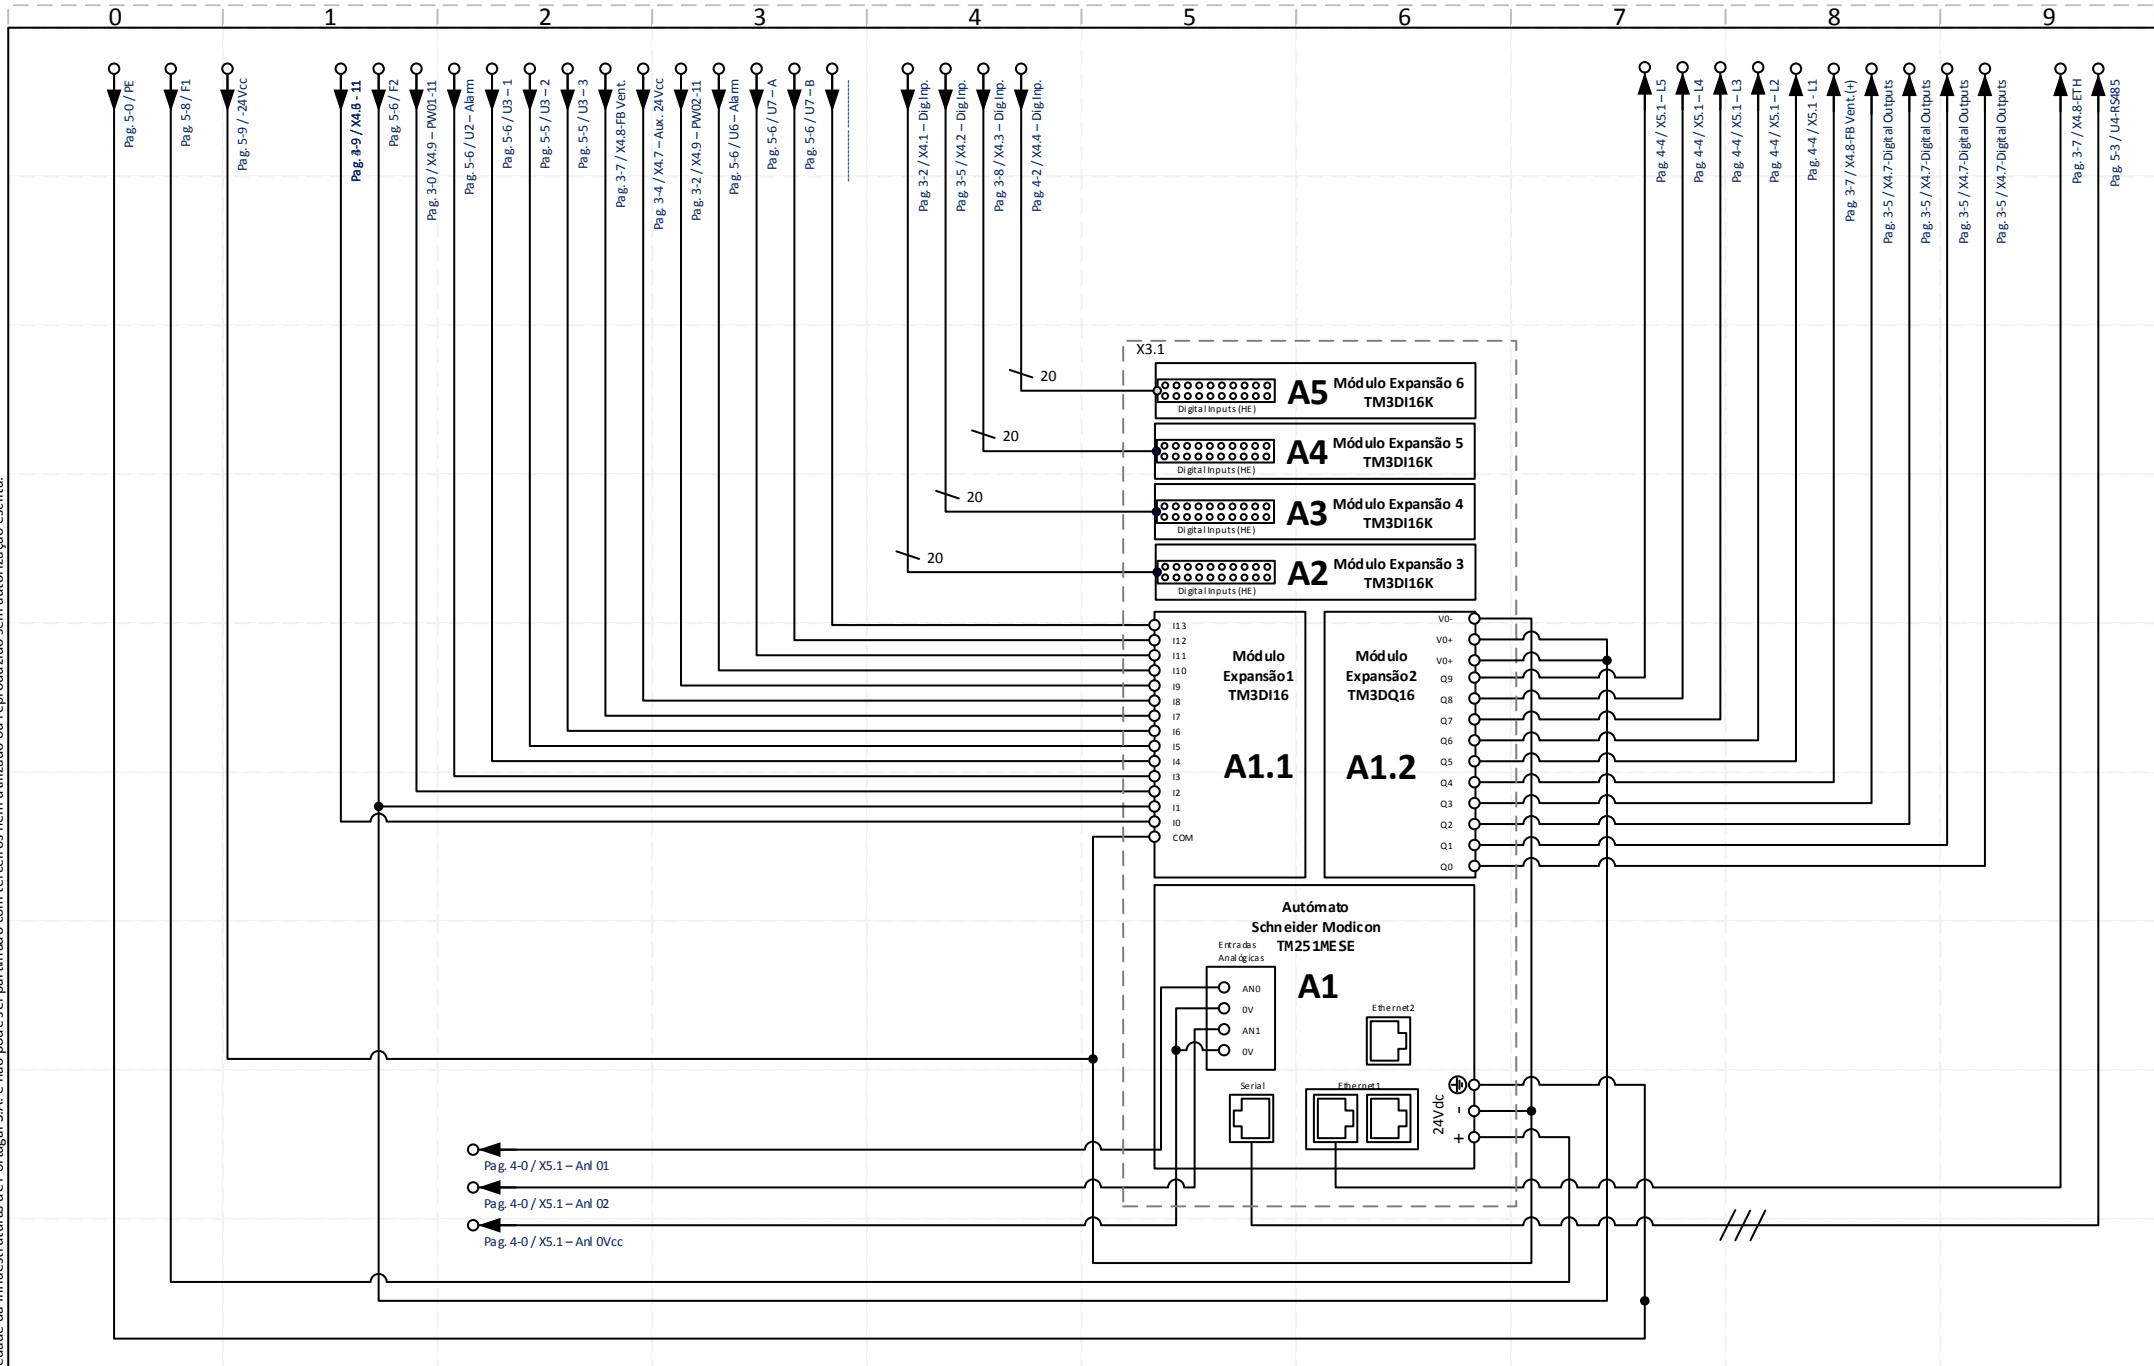 0 1 2 3 4 5 6 7 8 9
Pag. 5-0 / PE
Pag. 5-8 / F1
Pag. 5-9 / -24Vcc
Pag. 5-6 / F2
Pag. 3-0 / X4.9 – PW01-11
Pag. 5-6 / U2 – Alarm
Pag. 5-6 / U3 – 1
Pag. 5-5 / U3 – 2
Pag. 5-5 / U3 – 3
Pag. 3-7 / X4.8-FB Vent.
Pag. 3-4 / X4.7 – Aux. 24Vcc
Pag. 3-2 / X4.9 – PW02-11
Pag. 5-6 / U6 – Alarm
Pag. 5-6 / U7 – A
Pag. 5-6 / U7 – B
Pag. 3-2 / X4.1 – Dig.Inp.
Pag. 3-5 / X4.2 – Dig.Inp.
Pag. 3-8 / X4.3 – Dig.Inp.
Pag. 4-2 / X4.4 – Dig.Inp.
Pag. 4-4 / X5.1 – L5
Pag. 4-4 / X5.1 – L4
Pag. 4-4 / X5.1 – L3
Pag. 4-4 / X5.1 – L2
Pag. 4-4 / X5.1 - L1
Pag. 3-7 / X4.8-FB Vent.(+)
Pag. 3-5 / X4.7-Digital Outputs
Pag. 3-5 / X4.7-Digital Outputs
Pag. 3-5 / X4.7-Digital Outputs
Pag. 3-5 / X4.7-Digital Outputs
Pag. 3-7 / X4.8-ETH
Pag. 5-3 / U4-RS485
X3.1
20
A5
Módulo Expansão 6
TM3DI16K
Digital Inputs (HE)
20
A4
Módulo Expansão 5
TM3DI16K
Digital Inputs (HE)
20
A3
Módulo Expansão 4
TM3DI16K
Digital Inputs (HE)
20
A2
Módulo Expansão 3
TM3DI16K
Digital Inputs (HE)
I13
I12
I11
I10
I9
I8
I7
I6
I5
I4
I3
I2
I1
I0
COM
Módulo
Expansão1
TM3DI16
A1.1
Módulo
Expansão2
TM3DQ16
A1.2
V0-
V0+
V0+
Q9
Q8
Q7
Q6
Q5
Q4
Q3
Q2
Q1
Q0
Autómato
Schneider Modicon
TM251MESE
A1
Entradas
Analógicas
AN0
0V
AN1
0V
Ethernet2
Serial
Ethernet1
24Vdc
-
+
Pag. 4-0 / X5.1 – Anl 01
Pag. 4-0 / X5.1 – Anl 02
Pag. 4-0 / X5.1 – Anl 0Vcc